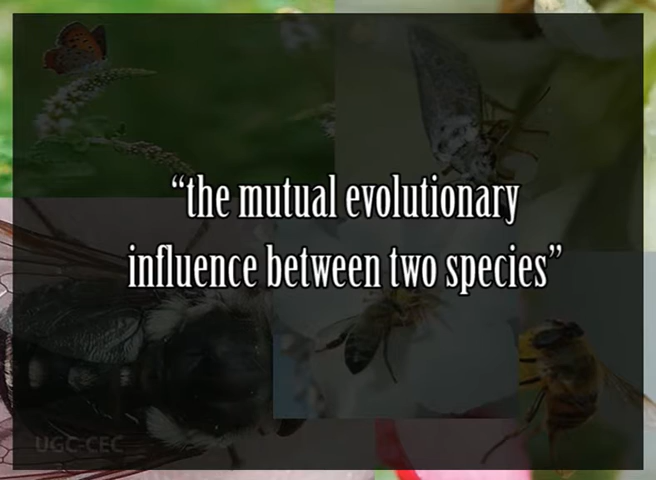 “the mutual evolutionary
influence between two species”
UGC-CEC